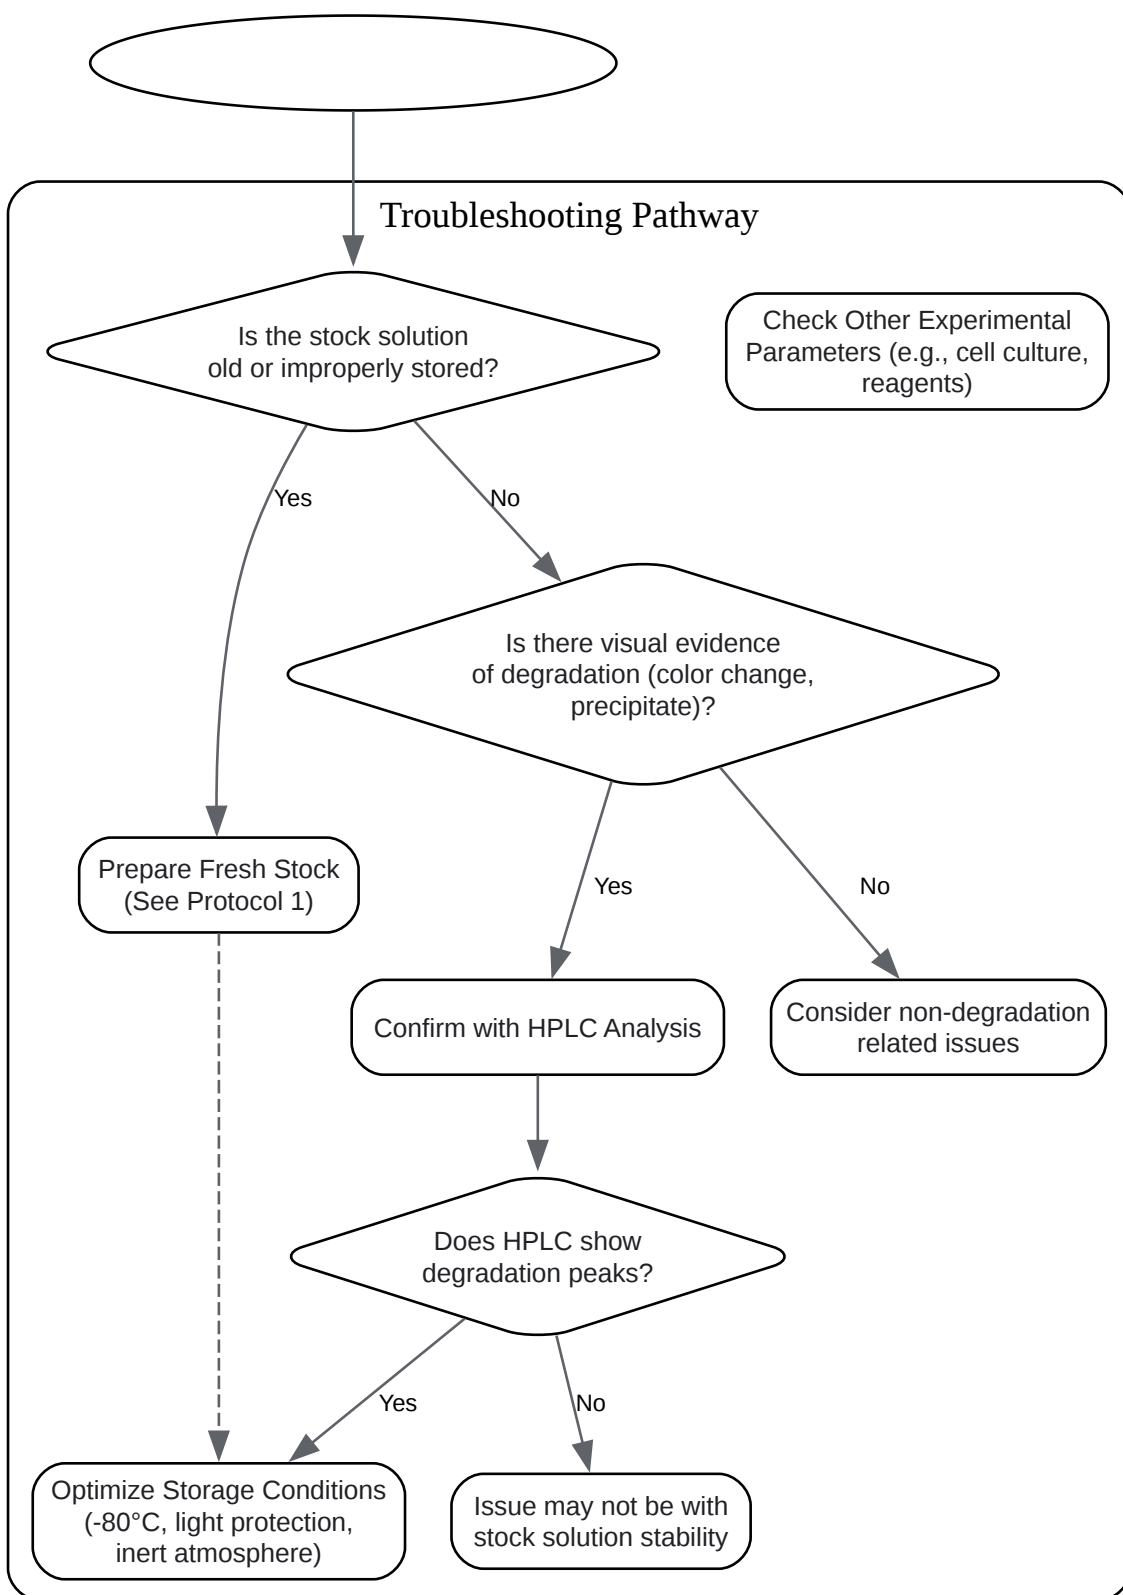 Troubleshooting Pathway
Is the stock solution
old or improperly stored?
Check Other Experimental
Parameters (e.g., cell culture,
reagents)
Yes
No
Is there visual evidence
of degradation (color change,
precipitate)?
Prepare Fresh Stock
(See Protocol 1)
Yes
No
Confirm with HPLC Analysis
Consider non-degradation
related issues
Does HPLC show
degradation peaks?
Yes
No
Optimize Storage Conditions
(-80°C, light protection,
inert atmosphere)
Issue may not be with
stock solution stability